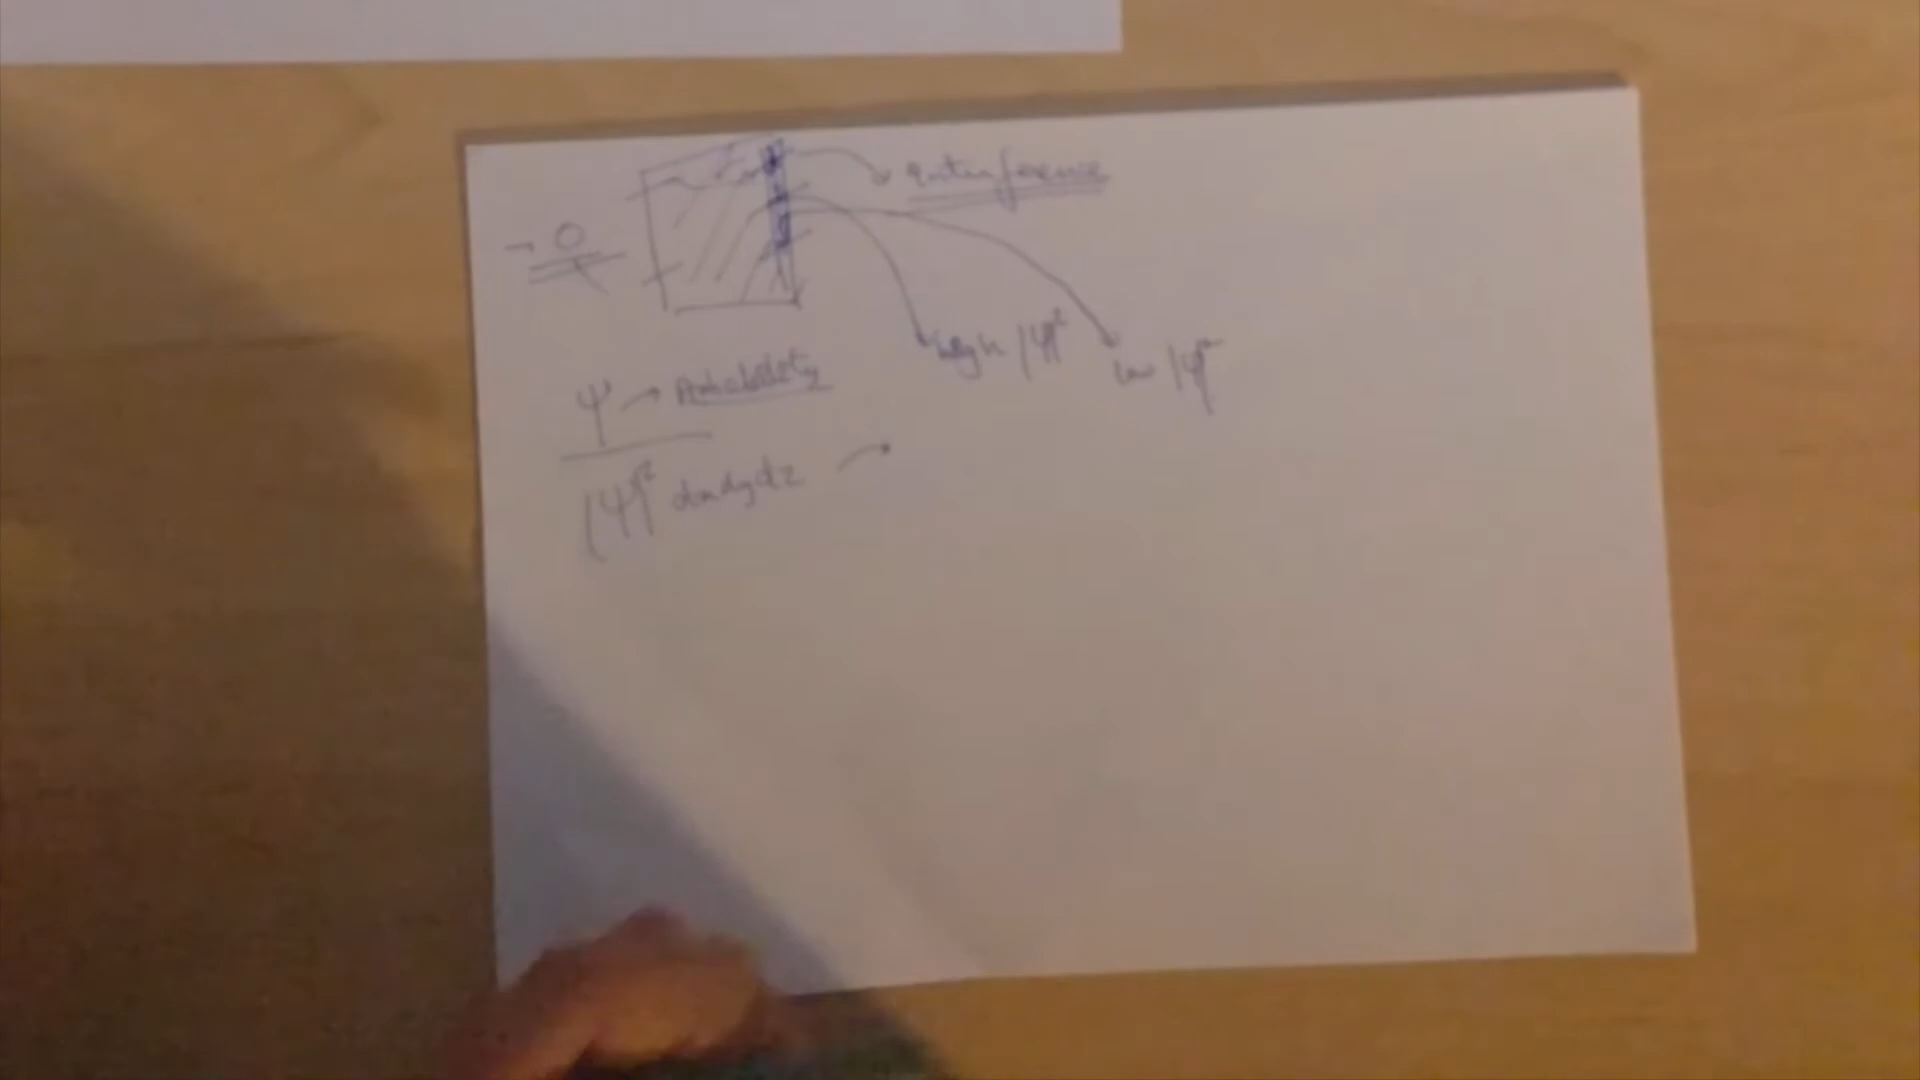 interference
high |Ψ|²
low |Ψ|²
Ψ → Probability
|Ψ|² dxdydz →